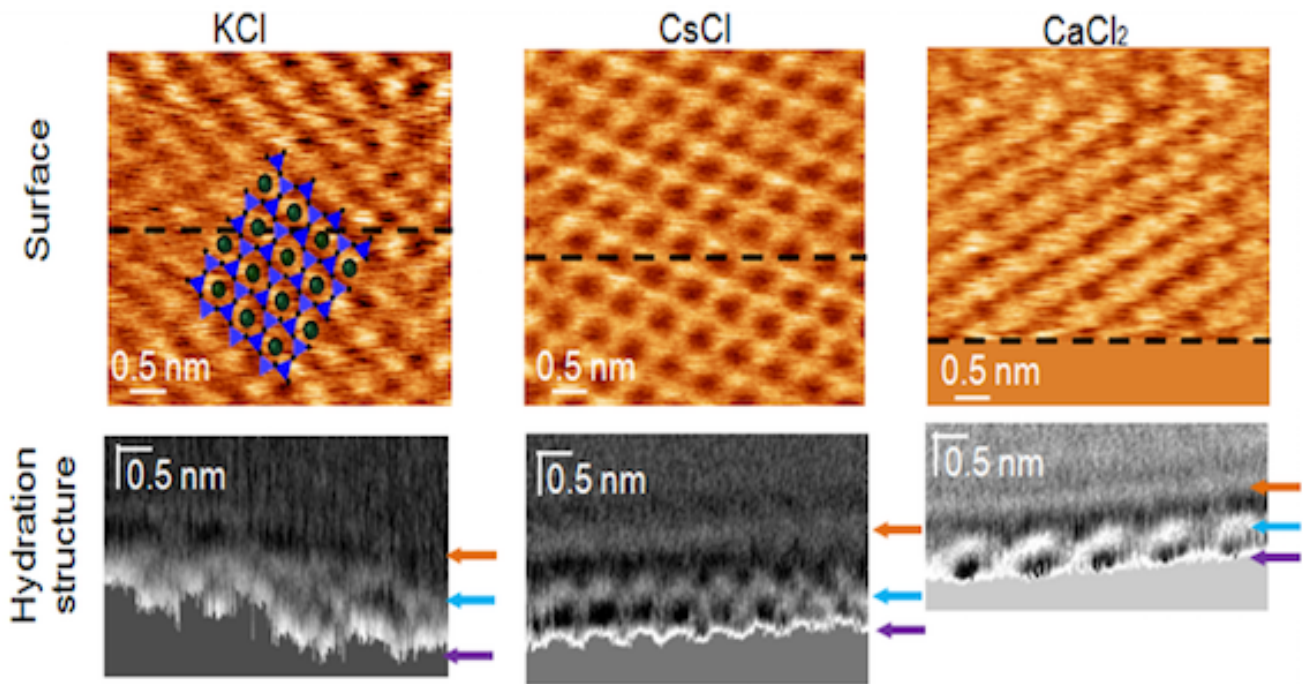 KCl
CsCl
CaCl₂
Surface
0.5 nm
0.5 nm
0.5 nm
Hydration
structure
0.5 nm
0.5 nm
0.5 nm